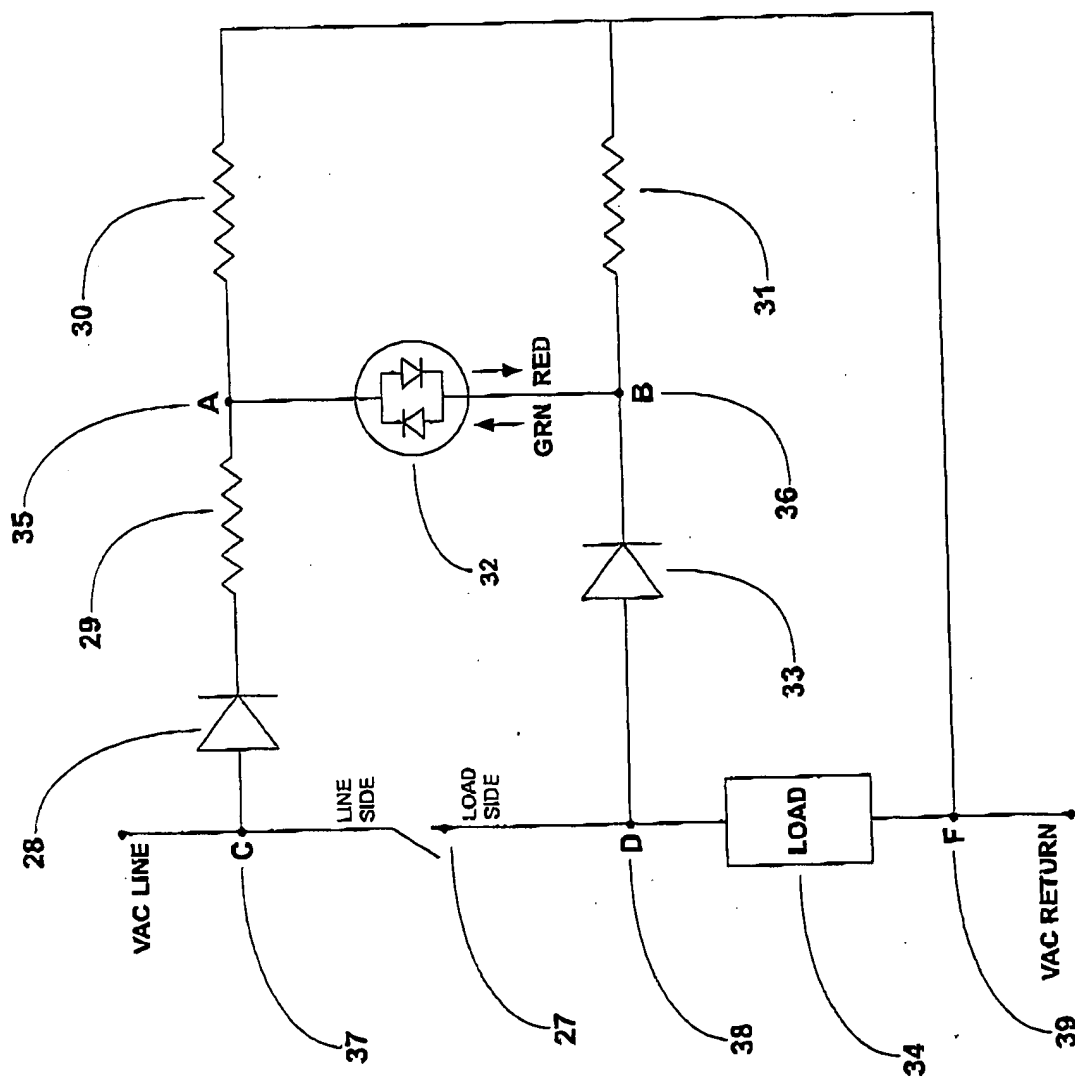 30
A
35
29
28
VAC LINE
C
37
LINE
SIDE
LOAD
SIDE
27
32
GRN
RED
B
36
31
33
D
38
LOAD
34
F
39
VAC RETURN